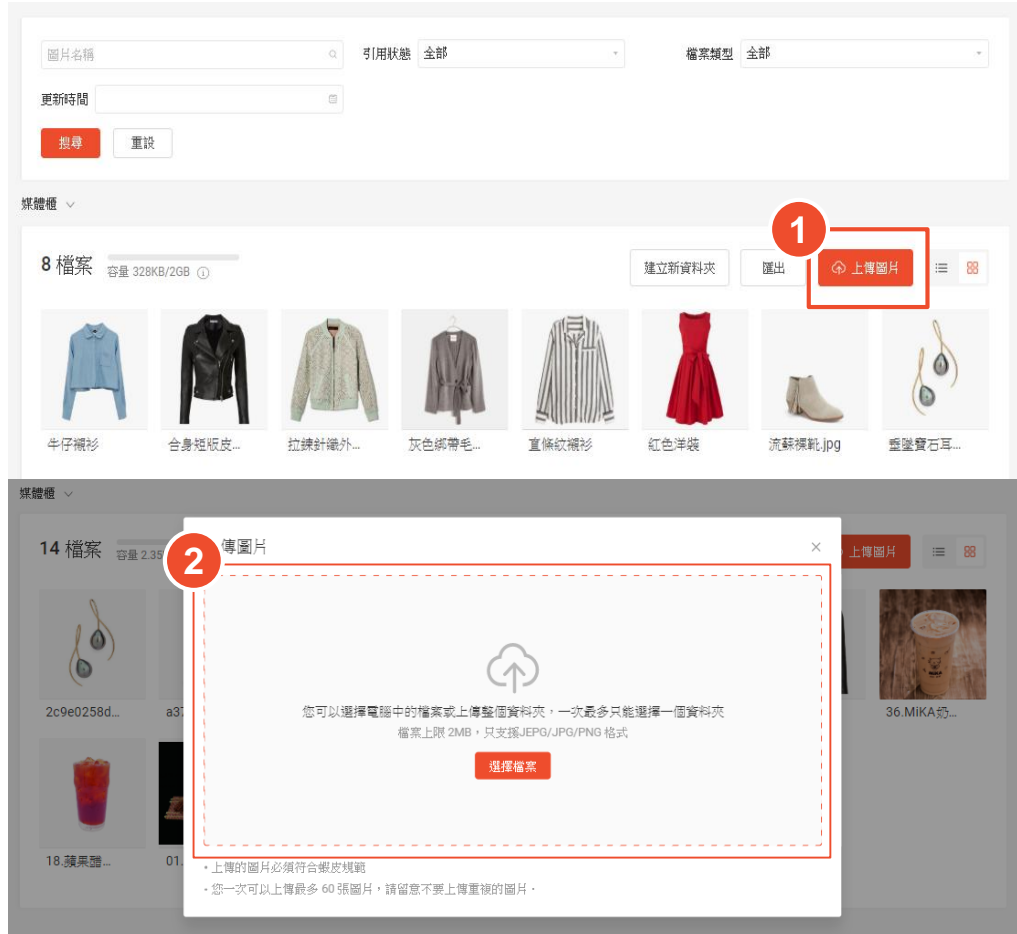 圖片名稱
引用狀態 全部
檔案類型 全部
更新時間
搜尋 重設
媒體櫃
1
8 檔案 容量 328KB/2GB
建立新資料夾 匯出 上傳圖片
牛仔襯衫 合身短版皮... 拉鍊針織外... 灰色綁帶毛... 直條紋襯衫 紅色洋裝 流蘇裸靴.jpg 垂墜寶石耳...
媒體櫃
14 檔案 容量 2.35
2
傳圖片
上傳圖片
您可以選擇電腦中的檔案或上傳整個資料夾，一次最多只能選擇一個資料夾
檔案上限 2MB，只支援JEPG/JPG/PNG 格式
選擇檔案
2c9e0258d... a37
36.MiKA奶...
18.蘋果醋... 01.
• 上傳的圖片必須符合蝦皮規範
• 您一次可以上傳最多 60 張圖片，請留意不要上傳重複的圖片。